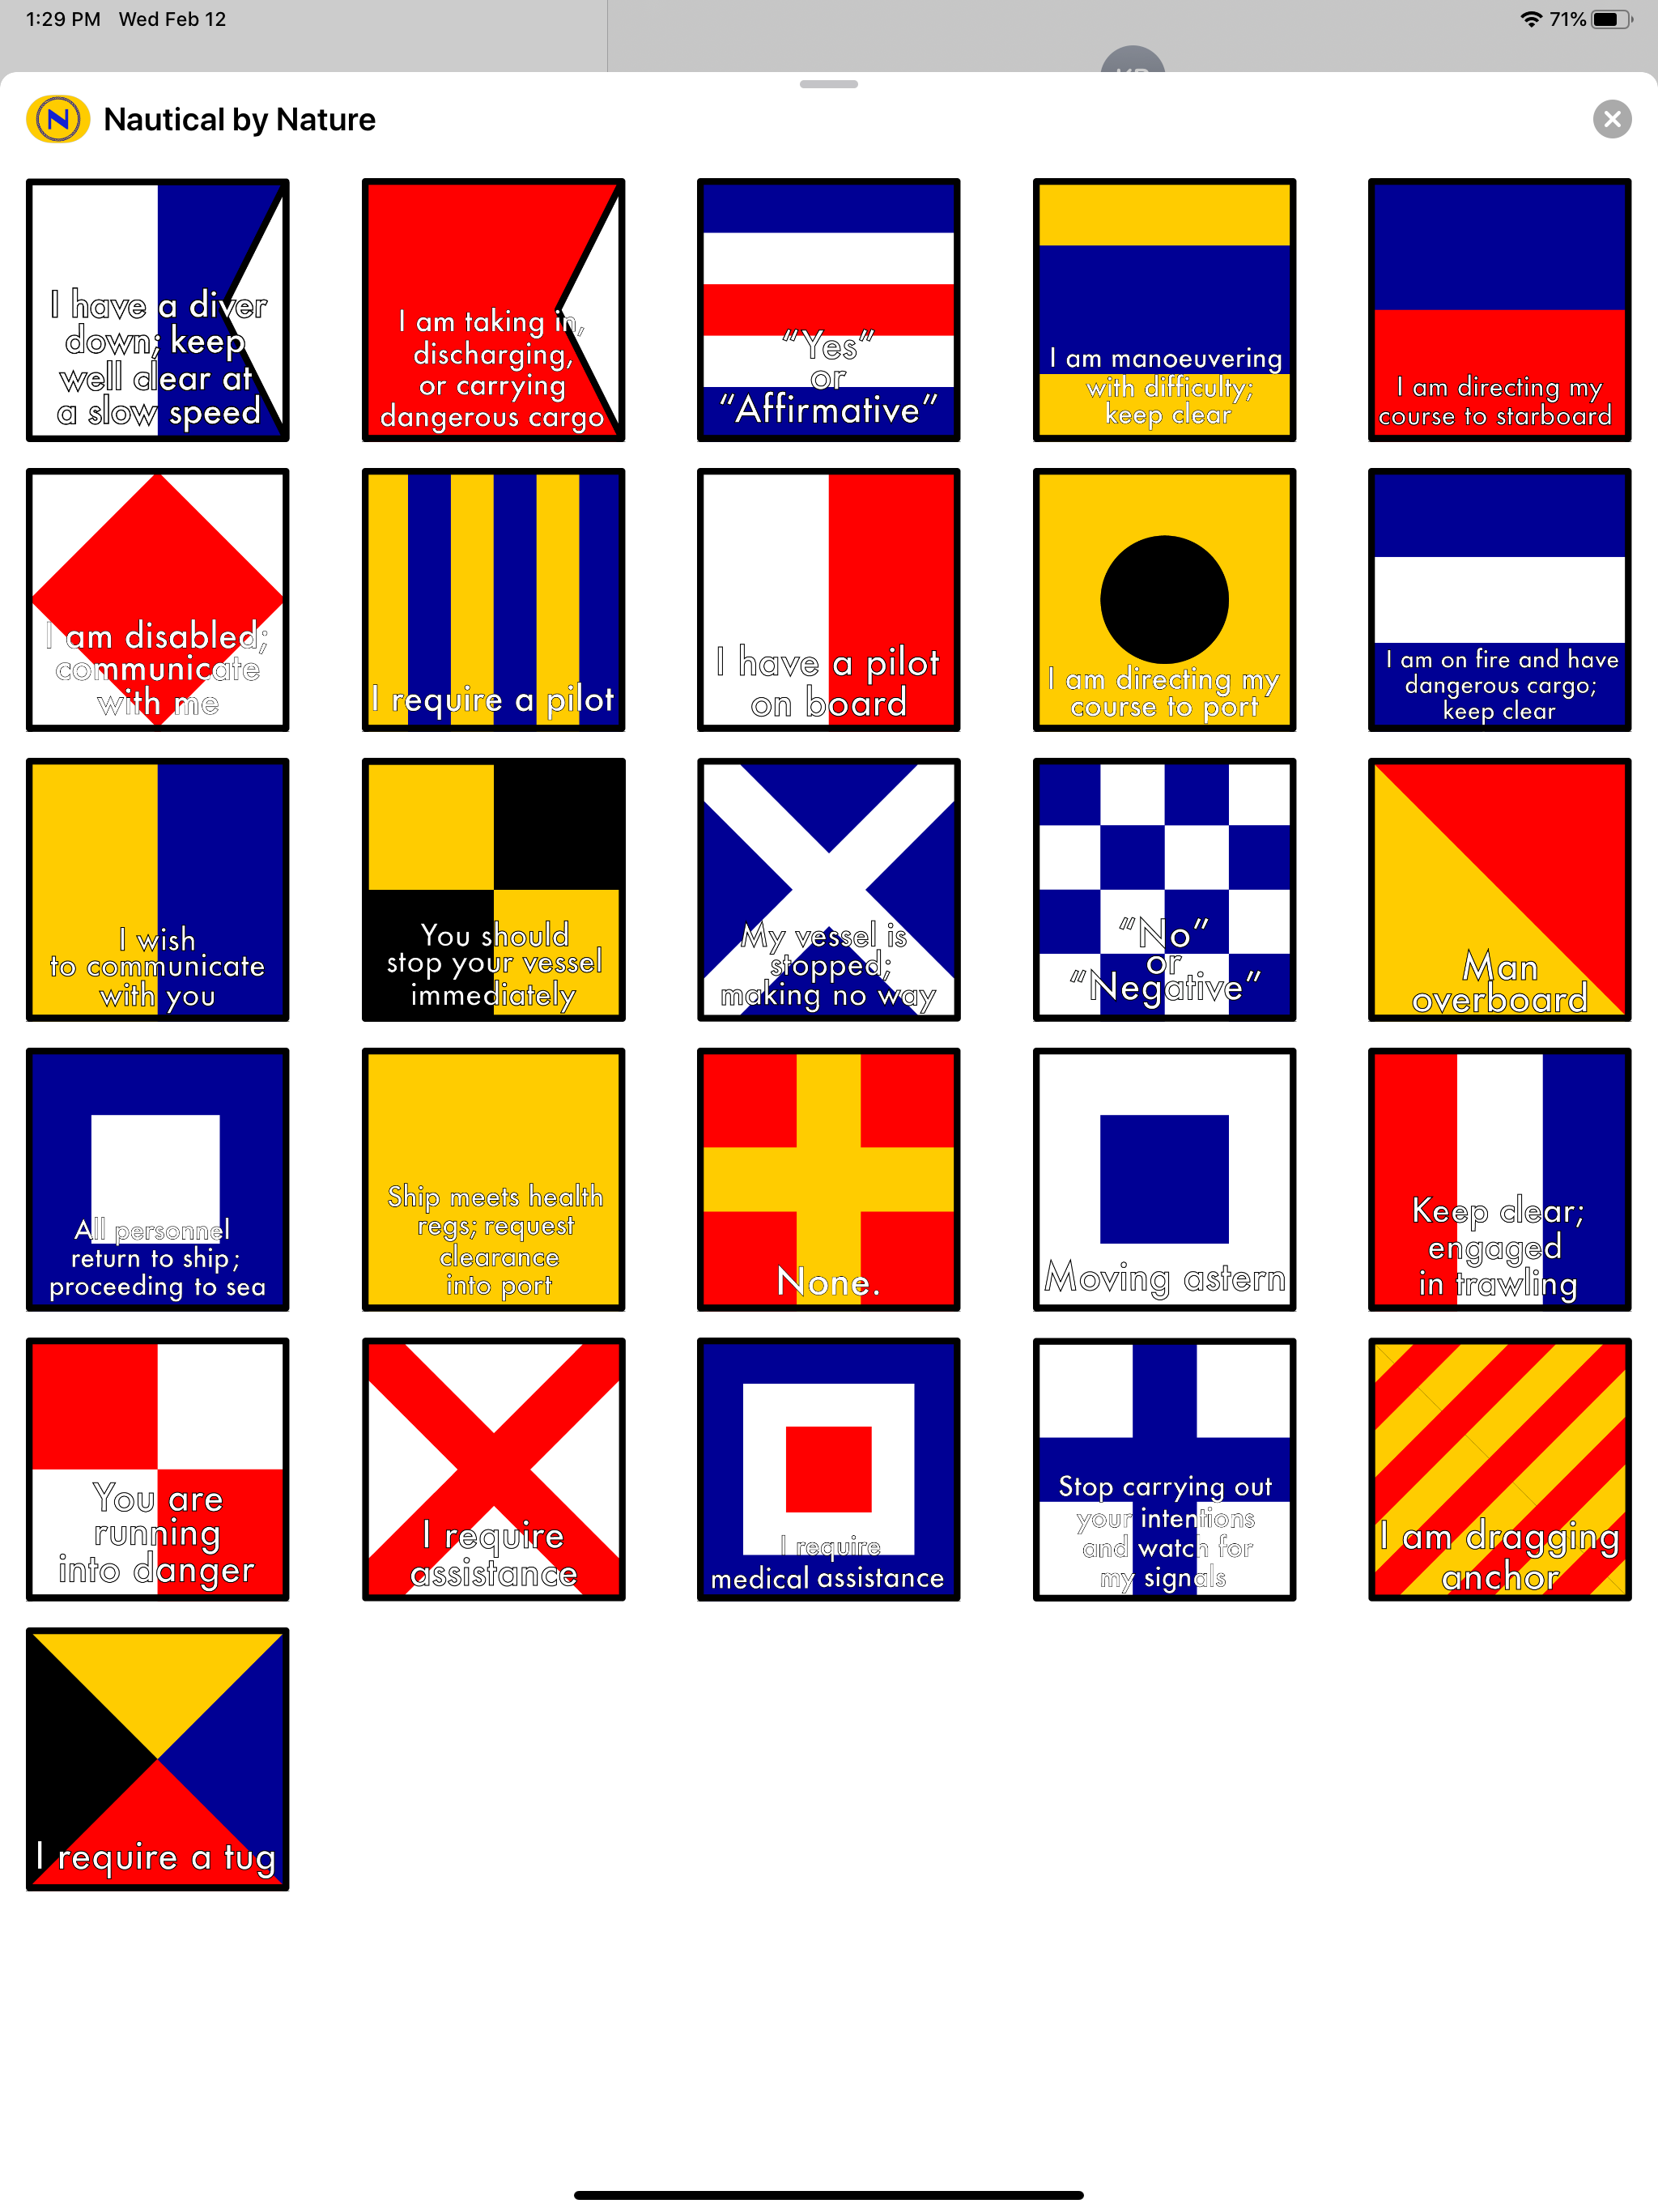 1:29 PM Wed Feb 12
71%
N Nautical by Nature
I have a diver
down; keep
well clear at
a slow speed
I am taking in,
discharging,
or carrying
dangerous cargo
“Yes”
or
“Affirmative”
I am manoeuvering
with difficulty;
keep clear
I am directing my
course to starboard
I am disabled;
communicate
with me
I require a pilot
I have a pilot
on board
I am directing my
course to port
I am on fire and have
dangerous cargo;
keep clear
I wish
to communicate
with you
You should
stop your vessel
immediately
My vessel is
stopped;
making no way
“No”
or
“Negative”
Man
overboard
All personnel
return to ship;
proceeding to sea
Ship meets health
regs; request
clearance
into port
None.
Moving astern
Keep clear;
engaged
in trawling
You are
running
into danger
I require
assistance
I require
medical assistance
Stop carrying out
your intentions
and watch for
my signals
I am dragging
anchor
I require a tug